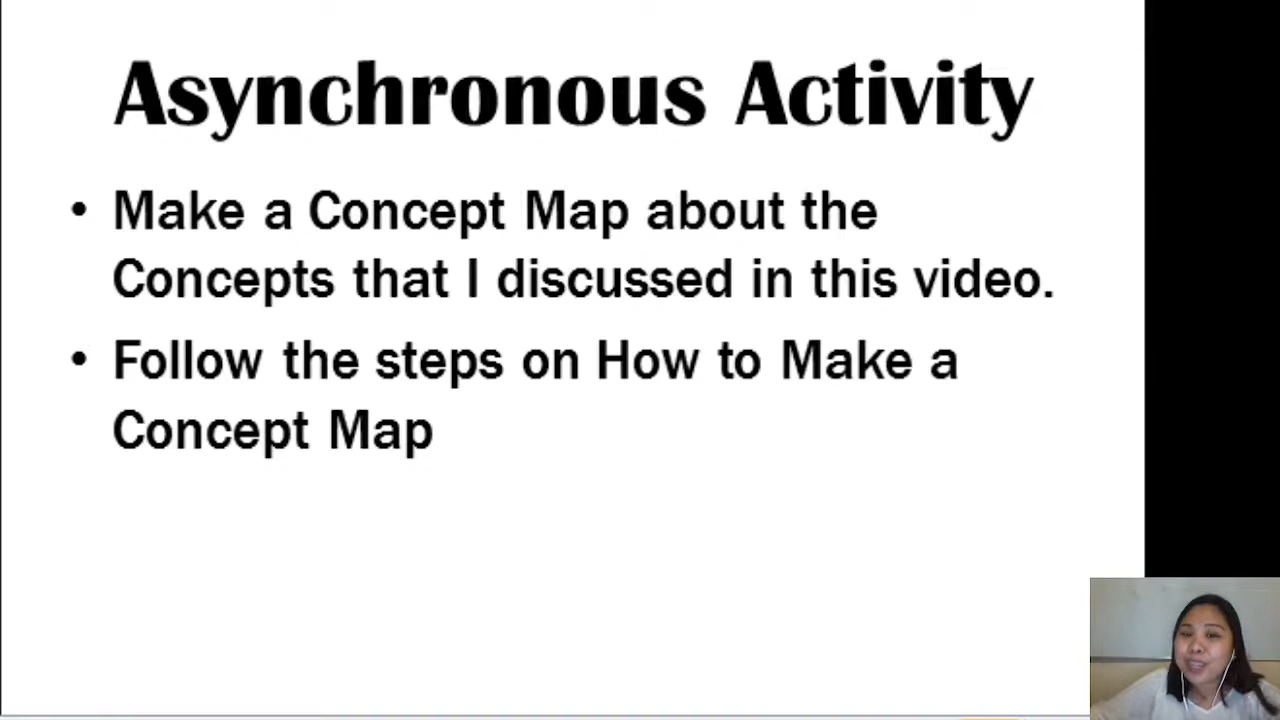 Asynchronous Activity
• Make a Concept Map about the
Concepts that I discussed in this video.
• Follow the steps on How to Make a
Concept Map